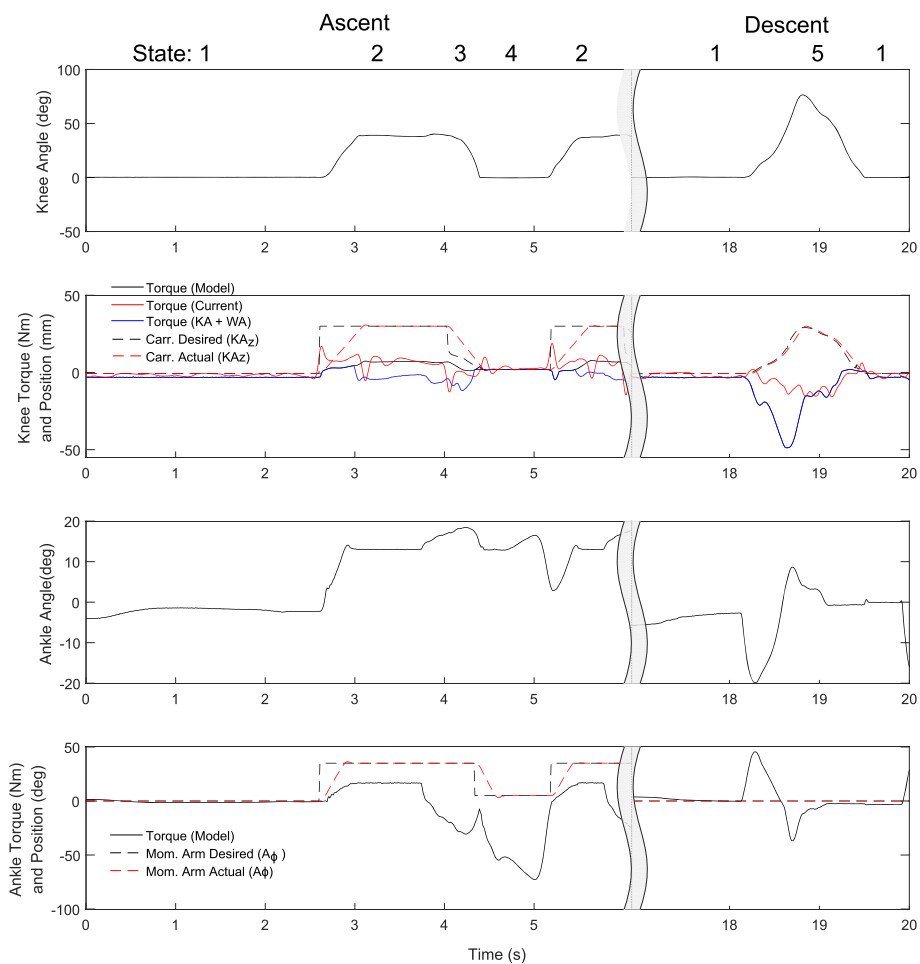 Ascent
Descent
State: 1 2 3 4 2 1 5 1
100
50
0
-50
Knee Angle (deg)
0 1 2 3 4 5 18 19 20
Torque (Model)
Torque (Current)
Torque (KA + WA)
Carr. Desired (KAZ)
Carr. Actual (KAZ)
50
0
-50
Knee Torque (Nm)
and Position (mm)
0 1 2 3 4 5 18 19 20
20
10
0
-10
-20
Ankle Angle(deg)
0 1 2 3 4 5 18 19 20
50
0
-50
-100
Ankle Torque (Nm)
and Position (deg)
Torque (Model)
Mom. Arm Desired (Aϕ )
Mom. Arm Actual (Aϕ)
0 1 2 3 4 5 18 19 20
Time (s)